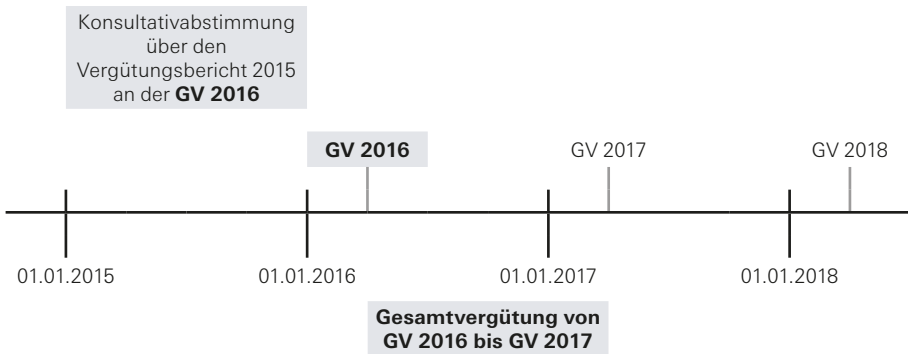 Konsultativabstimmung
über den
Vergütungsbericht 2015
an der GV 2016
GV 2016
GV 2017
GV 2018
01.01.2015
01.01.2016
01.01.2017
01.01.2018
Gesamtvergütung von
GV 2016 bis GV 2017